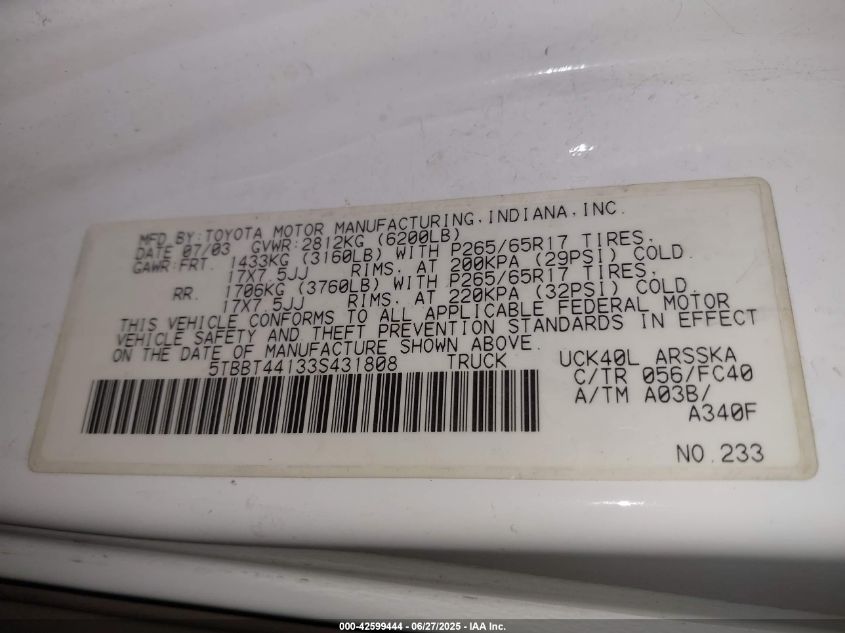 MFD.BY:TOYOTA MOTOR MANUFACTURING,INDIANA,INC.
DATE 07/03 GVWR:2812KG (6200LB)
GAWR:FRT. 1433KG (3160LB) WITH P265/65R17 TIRES,
17X7.5JJ RIMS, AT 200KPA (29PSI) COLD.
RR. 1706KG (3760LB) WITH P265/65R17 TIRES,
17X7.5JJ RIMS, AT 220KPA (32PSI) COLD.
THIS VEHICLE CONFORMS TO ALL APPLICABLE FEDERAL MOTOR
VEHICLE SAFETY AND THEFT PREVENTION STANDARDS IN EFFECT
ON THE DATE OF MANUFACTURE SHOWN ABOVE.
5TBBT44133S431808 TRUCK
UCK40L ARSSKA
C/TR 056/FC40
A/TM A03B/
A340F
NO.233
000-42599444 - 06/27/2025 - IAA Inc.